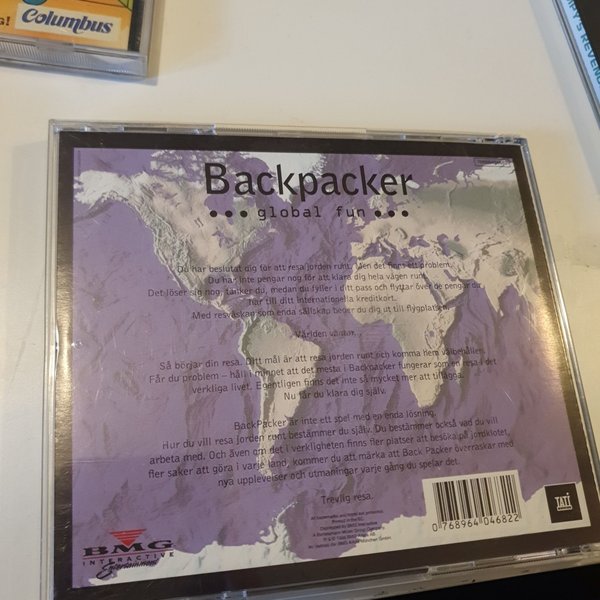 Columbus
Backpacker
••• global fun •••
Du har beslutat dig för att resa jorden runt. Men det finns ett problem.
Du har inte pengar nog för att klara dig hela vägen runt.
Det löser sig nog, tänker du, medan du fyller i ditt pass och flyttar över de pengar du
har till ditt internationella kreditkort.
Med resväskan som enda sällskap beger du dig ut till flygplatsen.
Världen väntar.
Så börjar din resa. Ditt mål är att resa jorden runt och komma hem välbehållen.
Får du problem – håll i minnet att det mesta i Backpacker fungerar som en resa i det
verkliga livet. Egentligen finns det inte så mycket mer att tillägga.
Nu får du klara dig själv.
BackPacker är inte ett spel med en enda lösning.
Hur du vill resa jorden runt bestämmer du själv. Du bestämmer också vad du vill
arbeta med. Och även om det i verkligheten finns fler platser att besöka på jordklotet,
fler saker att göra i varje land, kommer du att märka att Back Packer överraskar med
nya upplevelser och utmaningar varje gång du spelar det.
Trevlig resa.
BMG
INTERACTIVE
Entertainment
0 768964 046822
TATI